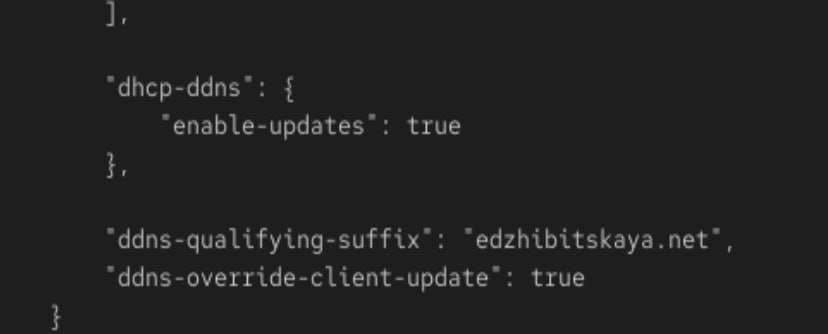 ],
"dhcp-ddns": {
"enable-updates": true
},
"ddns-qualifying-suffix": "edzhibitskaya.net",
"ddns-override-client-update": true
}